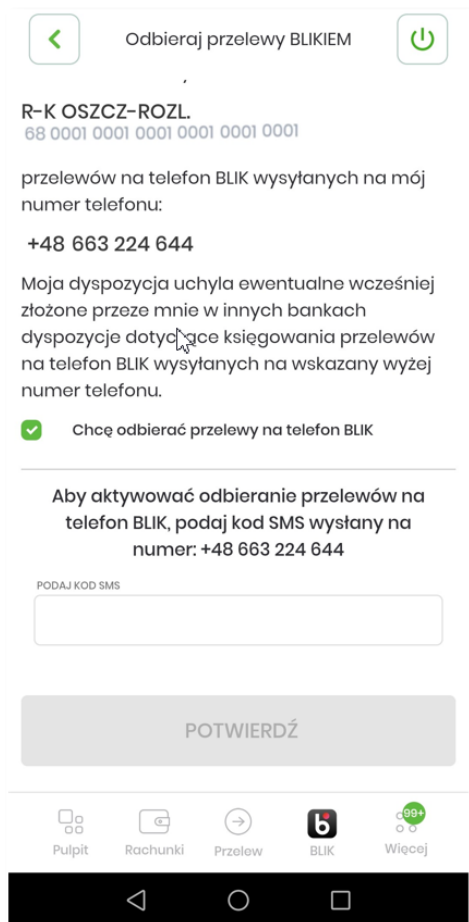 Odbieraj przelewy BLIKIEM
R-K OSZCZ-ROZL.
68 0001 0001 0001 0001 0001 0001
przelewów na telefon BLIK wysyłanych na mój
numer telefonu:
+48 663 224 644
Moja dyspozycja uchyla ewentualne wcześniej
złożone przeze mnie w innych bankach
dyspozycje dotyczące księgowania przelewów
na telefon BLIK wysyłanych na wskazany wyżej
numer telefonu.
Chcę odbierać przelewy na telefon BLIK
Aby aktywować odbieranie przelewów na
telefon BLIK, podaj kod SMS wysłany na
numer: +48 663 224 644
PODAJ KOD SMS
POTWIERDŹ
99+
Pulpit Rachunki Przelew BLIK Więcej